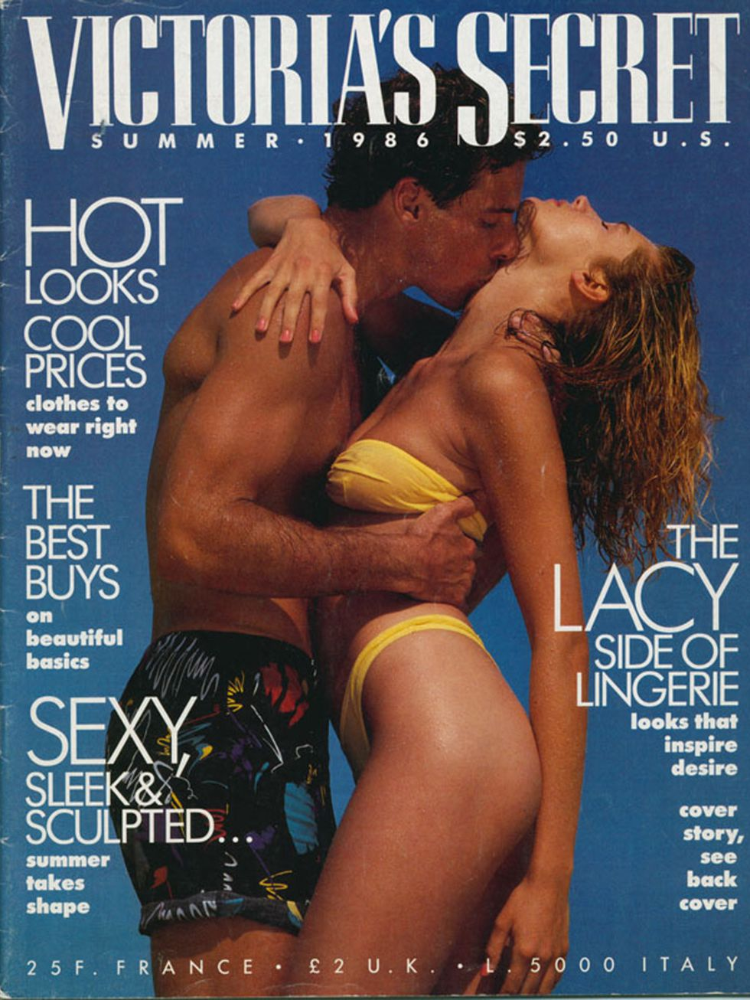 VICTORIA'S SECRET
SUMMER • 1986 $2.50 U.S.
HOT
LOOKS
COOL
PRICES
clothes to
wear right
now
THE
BEST
BUYS
on
beautiful
basics
SEXY,
SLEEK &
SCULPTED...
summer
takes
shape
THE
LACY
SIDE OF
LINGERIE
looks that
inspire
desire
cover
story,
see
back
cover
25F. FRANCE • £2 U.K. • L. 5000 ITALY